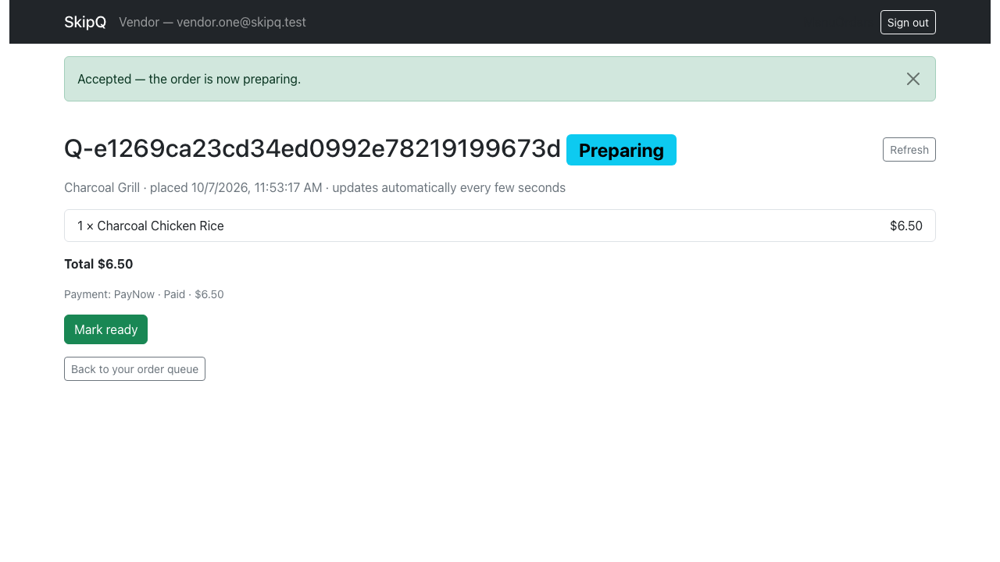 SkipQ Vendor — vendor.one@skipq.test Sign out
Accepted — the order is now preparing.
Q-e1269ca23cd34ed0992e78219199673d Preparing Refresh
Charcoal Grill · placed 10/7/2026, 11:53:17 AM · updates automatically every few seconds
1 × Charcoal Chicken Rice $6.50
Total $6.50
Payment: PayNow · Paid · $6.50
Mark ready
Back to your order queue